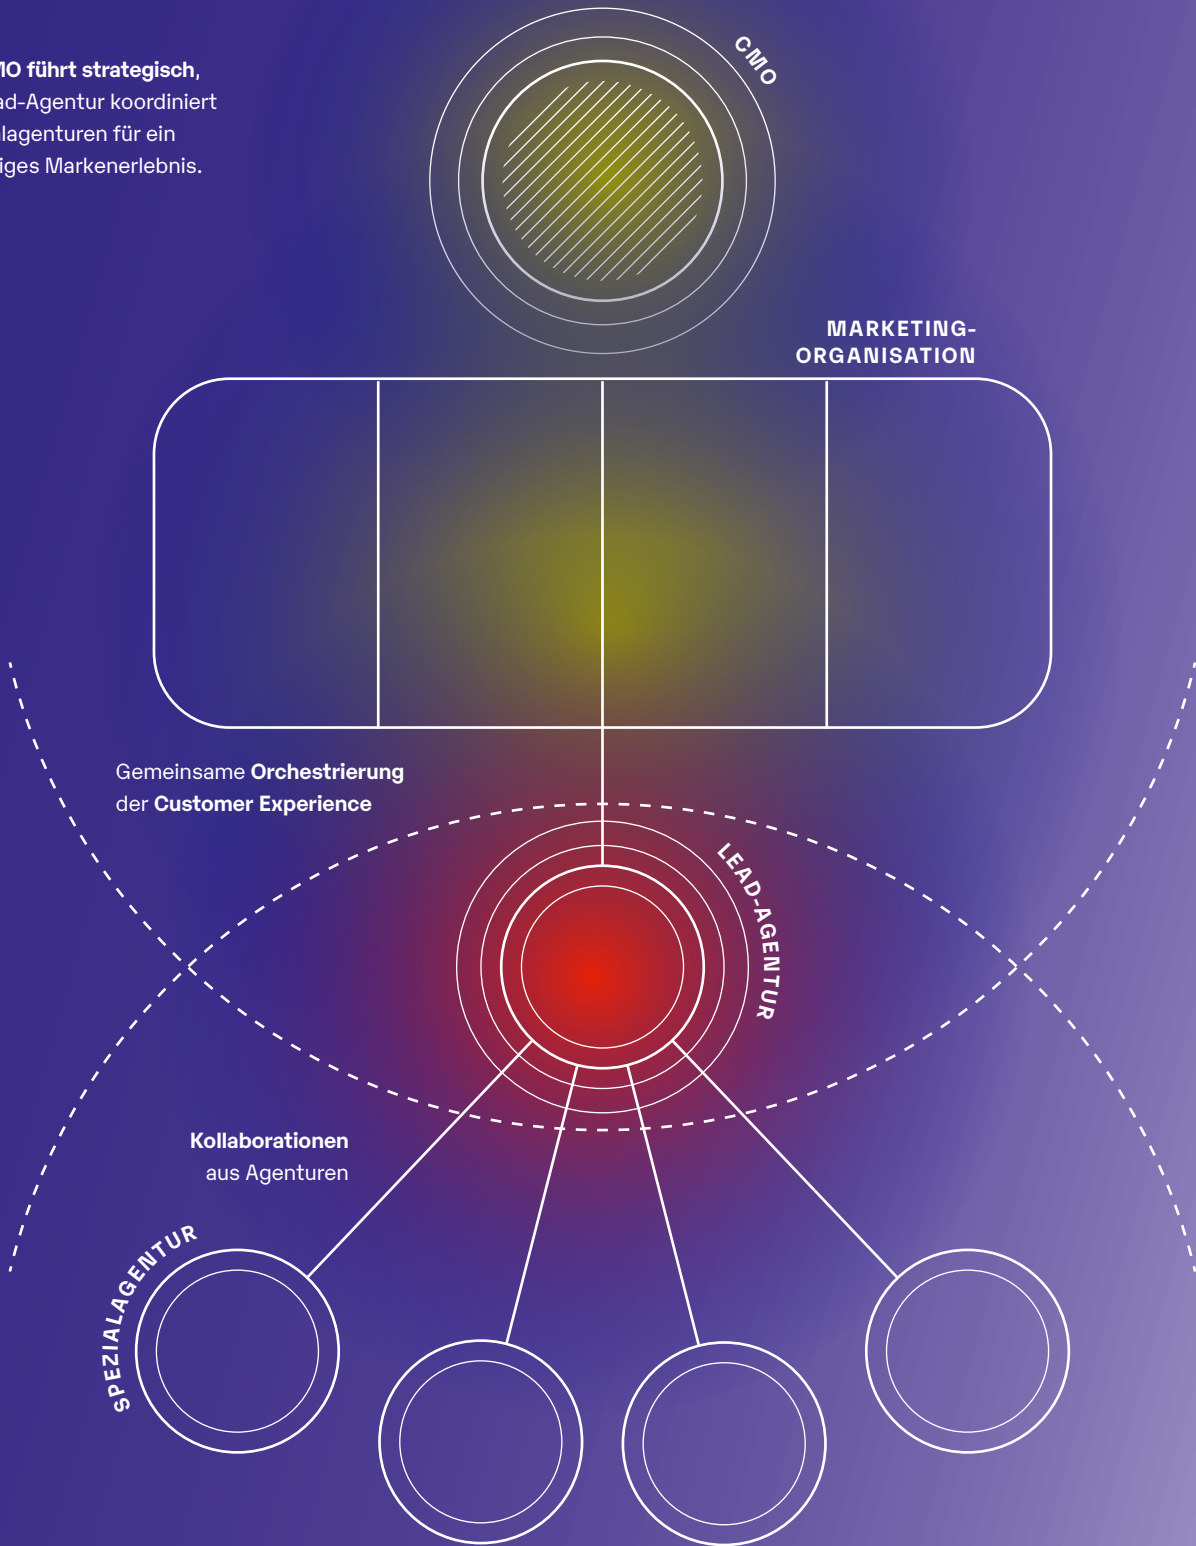 MO führt strategisch,
ad-Agentur koordiniert
lagenturen für ein
iges Markenerlebnis.
CMO
MARKETING-
ORGANISATION
Gemeinsame Orchestrierung
der Customer Experience
LEAD-AGENTUR
Kollaborationen
aus Agenturen
SPEZIALAGENTUR